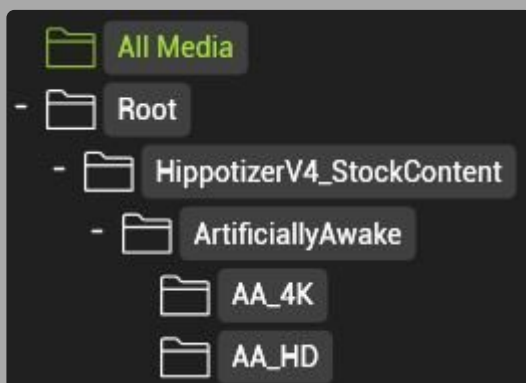 All Media
- Root
- HippotizerV4_StockContent
- ArtificiallyAwake
AA_4K
AA_HD